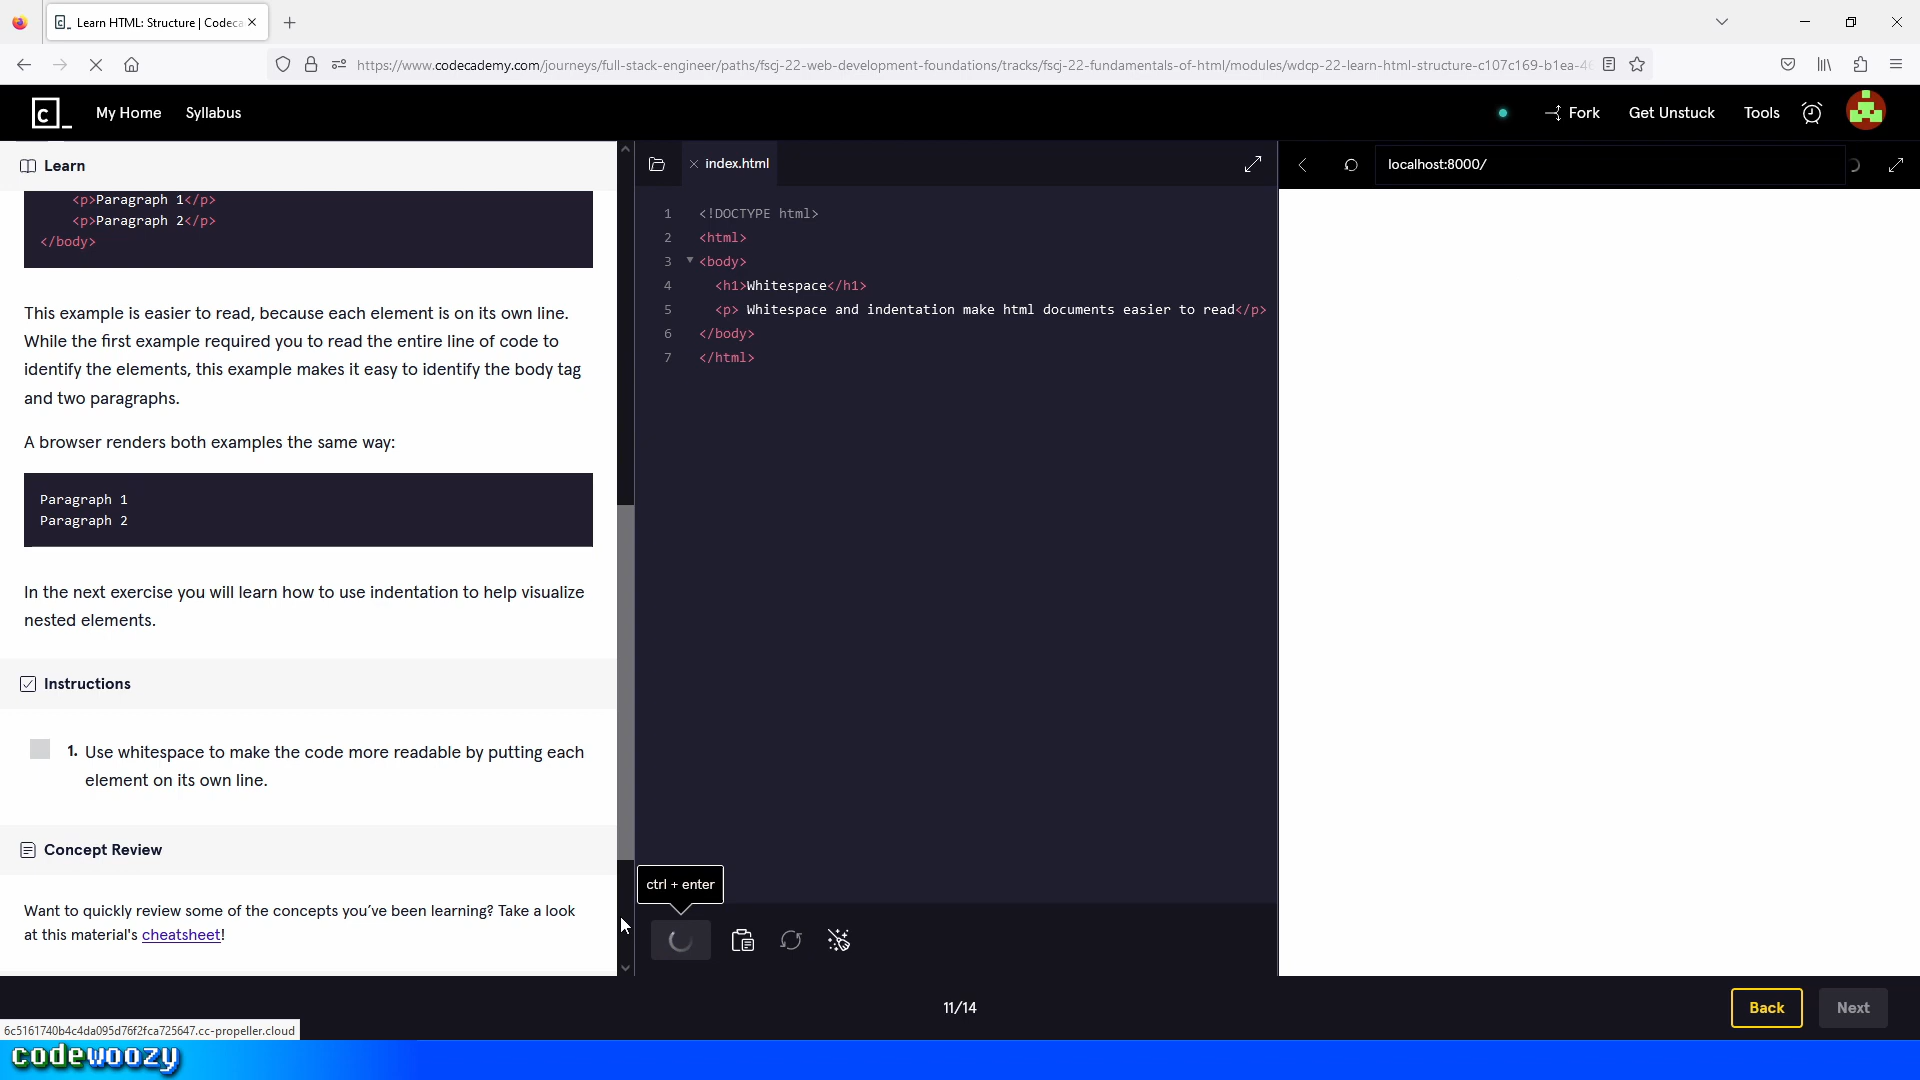 Learn HTML: Structure | Codeca
https://www.codecademy.com/journeys/full-stack-engineer/paths/fscj-22-web-development-foundations/tracks/fscj-22-fundamentals-of-html/modules/wdcp-22-learn-html-structure-c107c169-b1ea-4
My Home
Syllabus
Fork
Get Unstuck
Tools
Learn
<p>Paragraph 1</p>
<p>Paragraph 2</p>
</body>
This example is easier to read, because each element is on its own line.
While the first example required you to read the entire line of code to
identify the elements, this example makes it easy to identify the body tag
and two paragraphs.
A browser renders both examples the same way:
Paragraph 1
Paragraph 2
In the next exercise you will learn how to use indentation to help visualize
nested elements.
Instructions
1. Use whitespace to make the code more readable by putting each
element on its own line.
Concept Review
Want to quickly review some of the concepts you’ve been learning? Take a look
at this material's cheatsheet!
index.html
1 <!DOCTYPE html>
2 <html>
3 <body>
4 <h1>Whitespace</h1>
5 <p> Whitespace and indentation make html documents easier to read</p>
6 </body>
7 </html>
ctrl + enter
localhost:8000/
11/14
Back
Next
6c5161740b4c4da095d76f2fca725647.cc-propeller.cloud
codewoozy